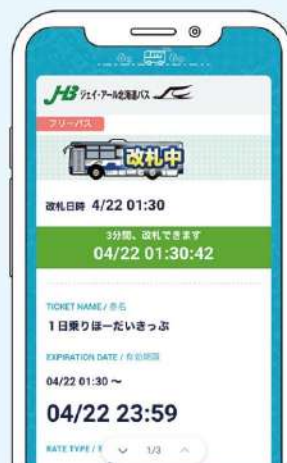 JHB ジェイ・アール北海道バス
フリーパス
改札中
改札日時 4/22 01:30
3分間、改札できます
04/22 01:30:42
TICKET NAME / 券名
1日乗りほーだいきっぷ
EXPIRATION DATE / 有効期限
04/22 01:30 〜
04/22 23:59
RATE TYPE /
1/3